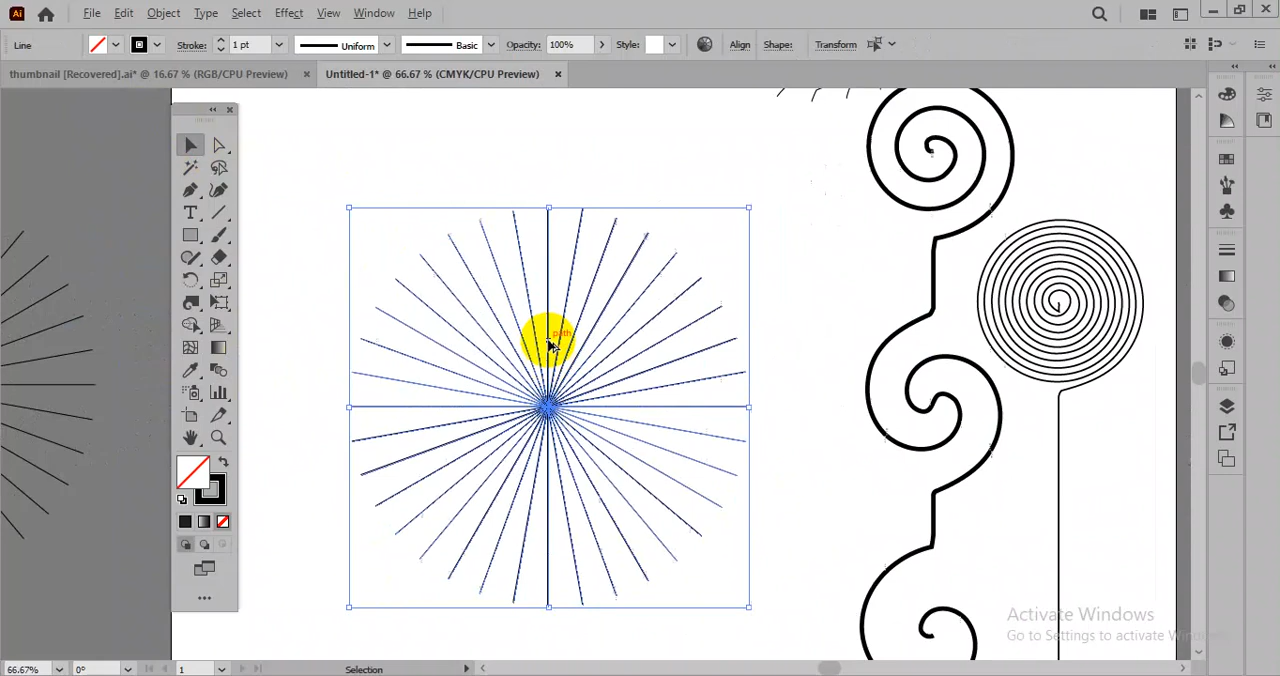 Ai File Edit Object Type Select Effect View Window Help
Line Stroke: 1 pt Uniform Basic Opacity: 100% Style: Align Shape: Transform
thumbnail [Recovered].ai* @ 16.67 % (RGB/CPU Preview) × Untitled-1* @ 66.67 % (CMYK/CPU Preview) ×
path
Activate Windows
Go to Settings to activate Windows
66.67% 0° 1 Selection